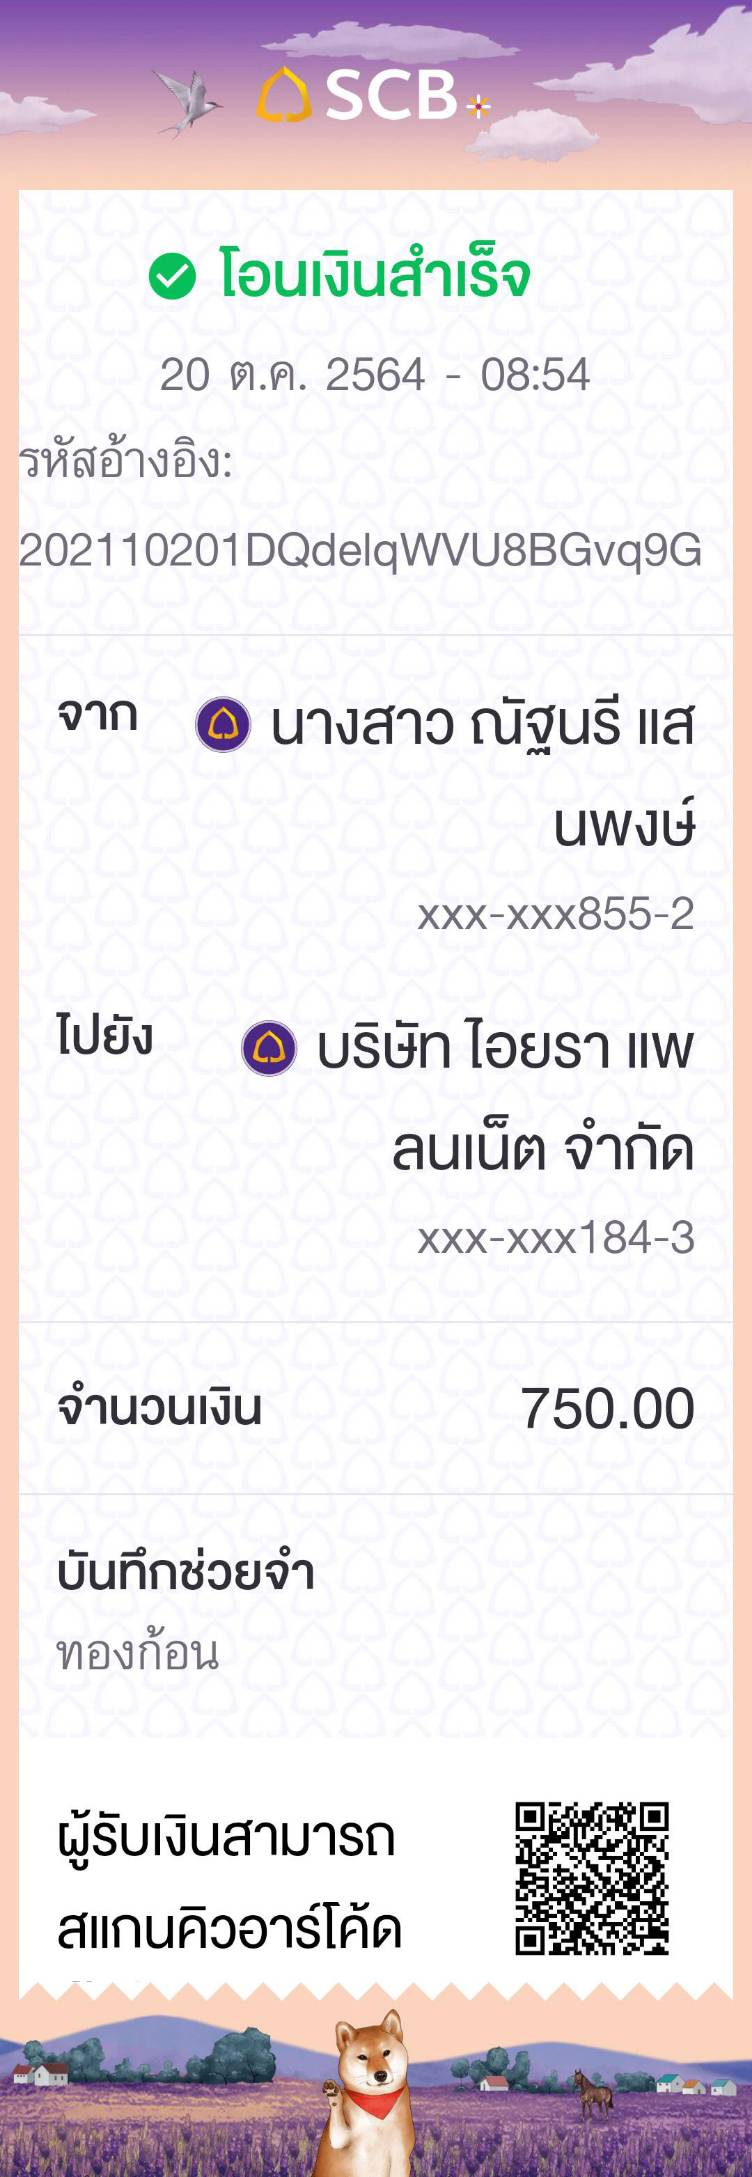 SCB
โอนเงินสำเร็จ
20 ต.ค. 2564 - 08:54
รหัสอ้างอิง:
202110201DQdelqWVU8BGvq9G
จาก นางสาว ณัฐนรี แส
นพงษ์
xxx-xxx855-2
ไปยัง บริษัท ไอยรา แพ
ลนเน็ต จำกัด
xxx-xxx184-3
จำนวนเงิน 750.00
บันทึกช่วยจำ
ทองก้อน
ผู้รับเงินสามารถ
สแกนคิวอาร์โค้ด